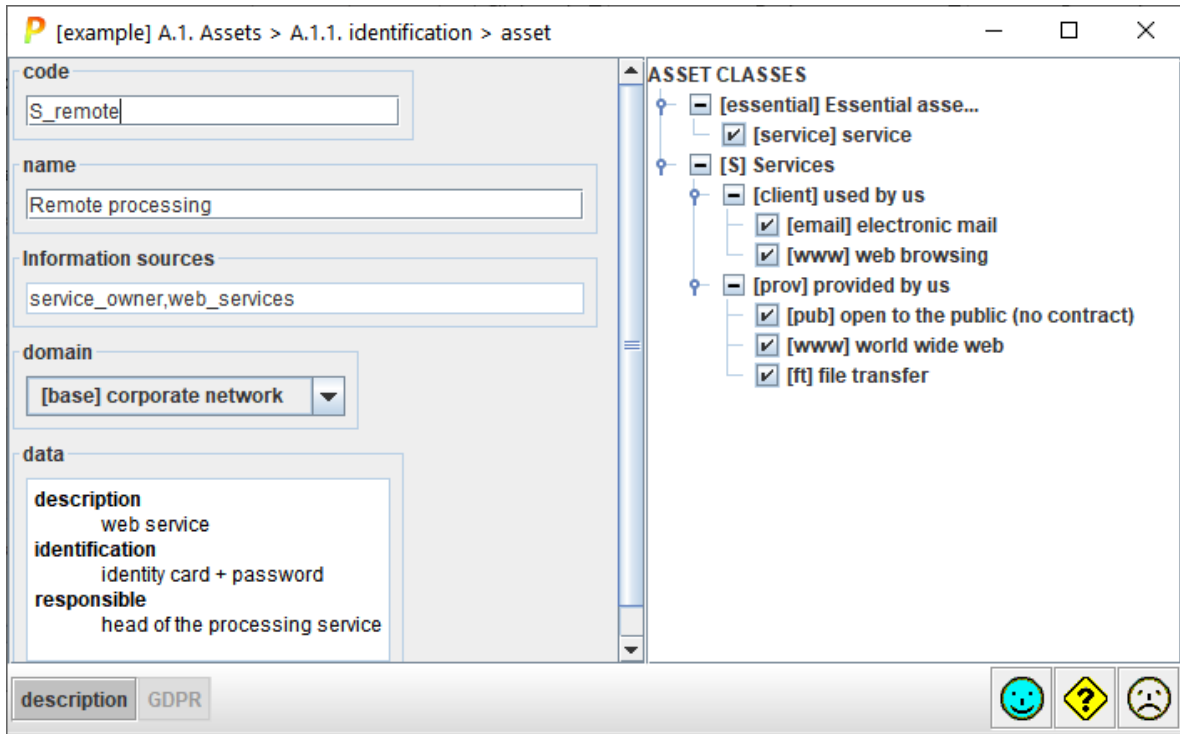 [example] A.1. Assets > A.1.1. identification > asset
code
S_remote
name
Remote processing
Information sources
service_owner,web_services
domain
[base] corporate network
data
description
web service
identification
identity card + password
responsible
head of the processing service
ASSET CLASSES
[essential] Essential asse...
[service] service
[S] Services
[client] used by us
[email] electronic mail
[www] web browsing
[prov] provided by us
[pub] open to the public (no contract)
[www] world wide web
[ft] file transfer
description GDPR